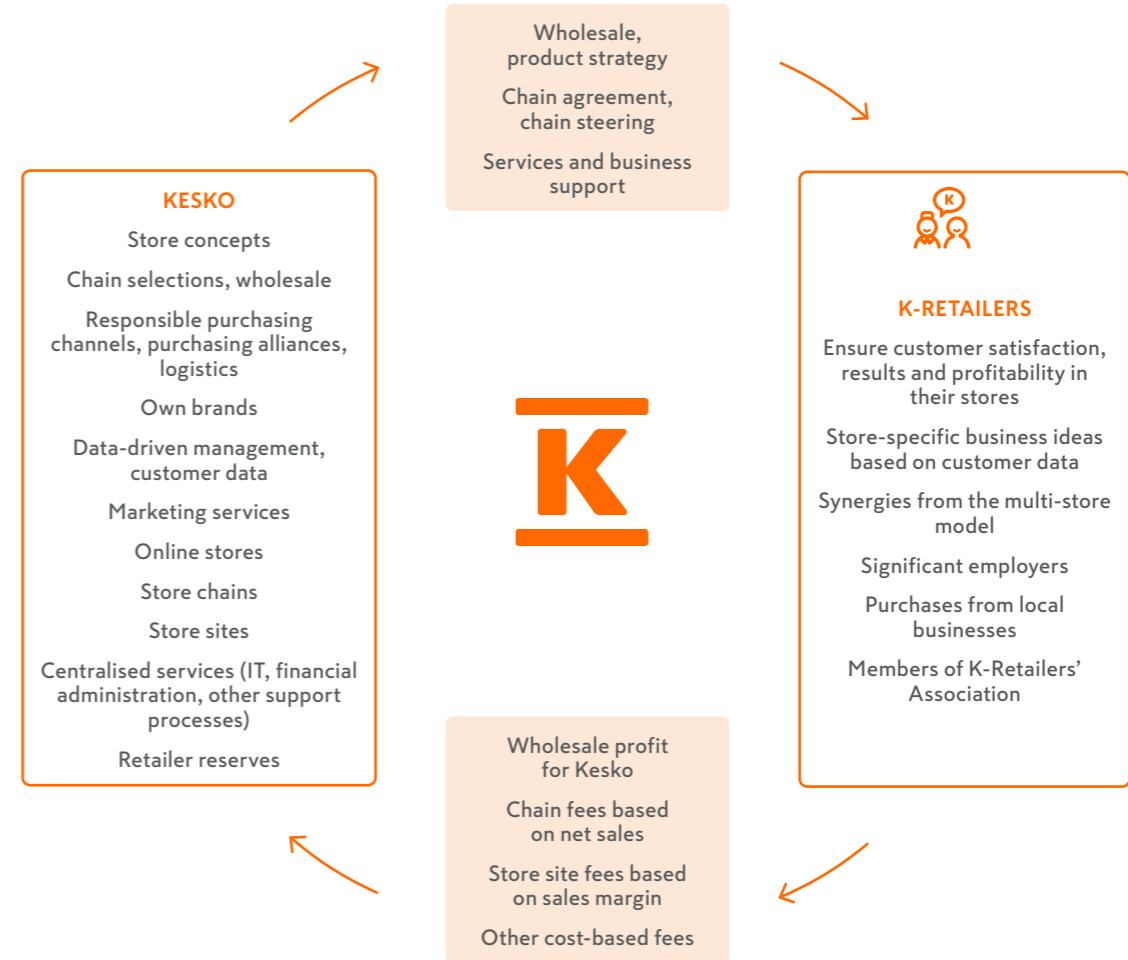 Wholesale,
product strategy
Chain agreement,
chain steering
Services and business
support
KESKO
Store concepts
Chain selections, wholesale
Responsible purchasing
channels, purchasing alliances,
logistics
Own brands
Data-driven management,
customer data
Marketing services
Online stores
Store chains
Store sites
Centralised services (IT, financial
administration, other support
processes)
Retailer reserves
K
K
K-RETAILERS
Ensure customer satisfaction,
results and profitability in
their stores
Store-specific business ideas
based on customer data
Synergies from the multi-store
model
Significant employers
Purchases from local
businesses
Members of K-Retailers’
Association
Wholesale profit
for Kesko
Chain fees based
on net sales
Store site fees based
on sales margin
Other cost-based fees